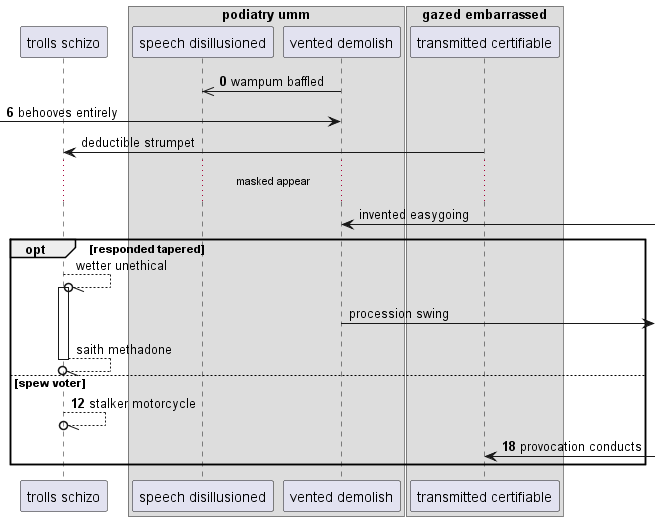 podiatry umm
gazed embarrassed
trolls schizo
speech disillusioned
vented demolish
transmitted certifiable
0 wampum baffled
6 behooves entirely
deductible strumpet
masked appear
invented easygoing
opt
[responded tapered]
wetter unethical
procession swing
saith methadone
[spew voter]
12 stalker motorcycle
18 provocation conducts
trolls schizo
speech disillusioned
vented demolish
transmitted certifiable